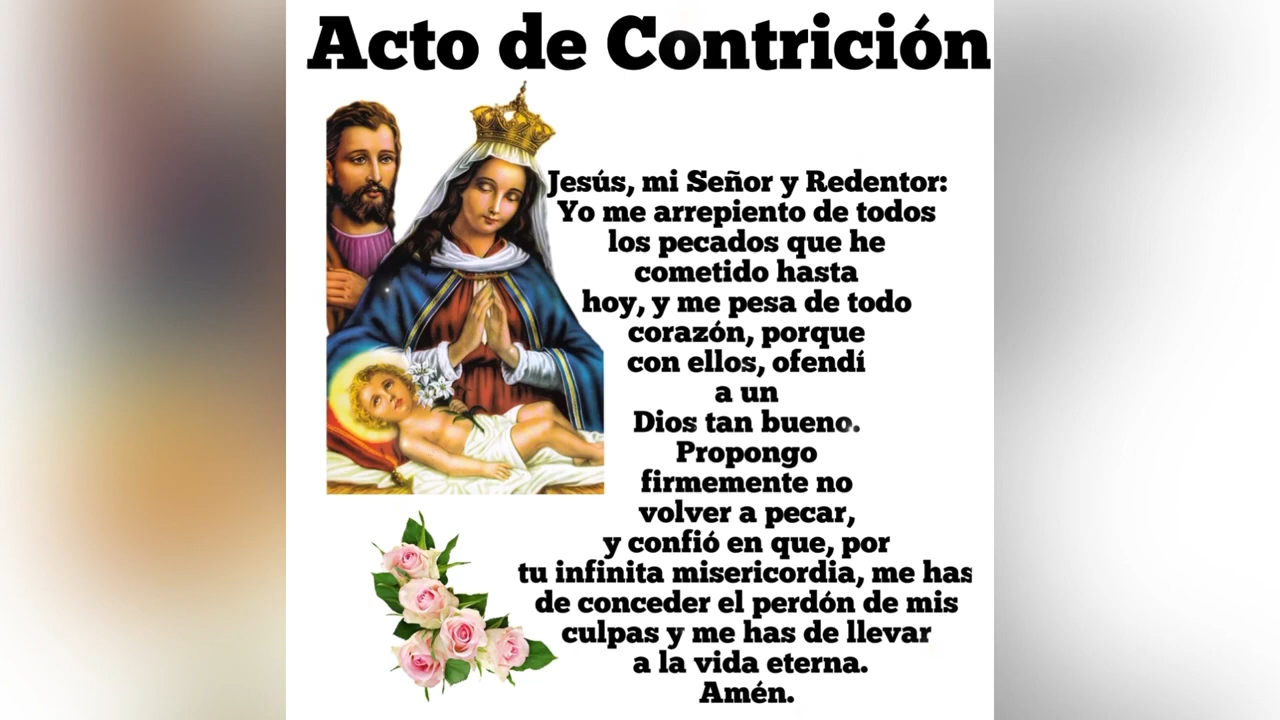 Acto de Contrición
Jesús, mi Señor y Redentor:
Yo me arrepiento de todos
los pecados que he
cometido hasta
hoy, y me pesa de todo
corazón, porque
con ellos, ofendí
a un
Dios tan bueno.
Propongo
firmemente no
volver a pecar,
y confió en que, por
tu infinita misericordia, me has
de conceder el perdón de mis
culpas y me has de llevar
a la vida eterna.
Amén.